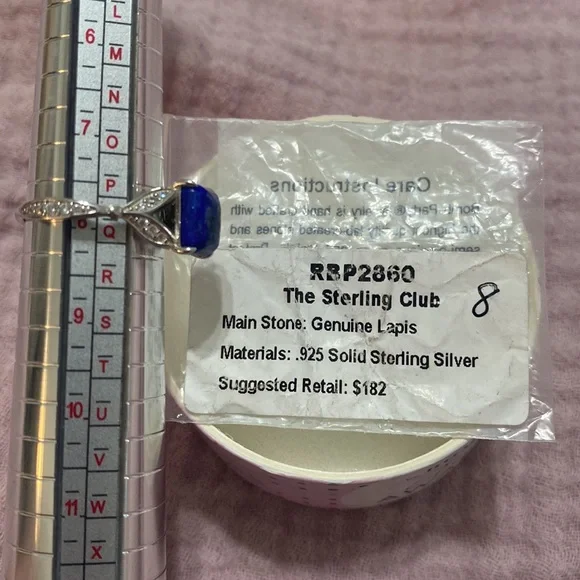 L
6
M
N
7
O
P
Q
R
9
S
T
10
U
V
11
W
X
Care Instructions
RBP2860
The Sterling Club
8
Main Stone: Genuine Lapis
Materials: .925 Solid Sterling Silver
Suggested Retail: $182